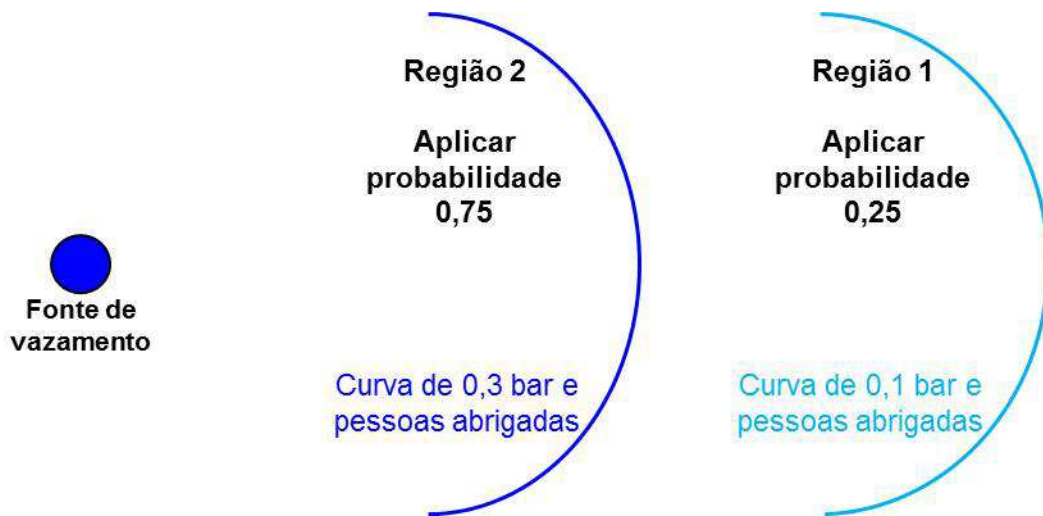 Região 2
Aplicar
probabilidade
0,75
Região 1
Aplicar
probabilidade
0,25
Fonte de
vazamento
Curva de 0,3 bar e
pessoas abrigadas
Curva de 0,1 bar e
pessoas abrigadas